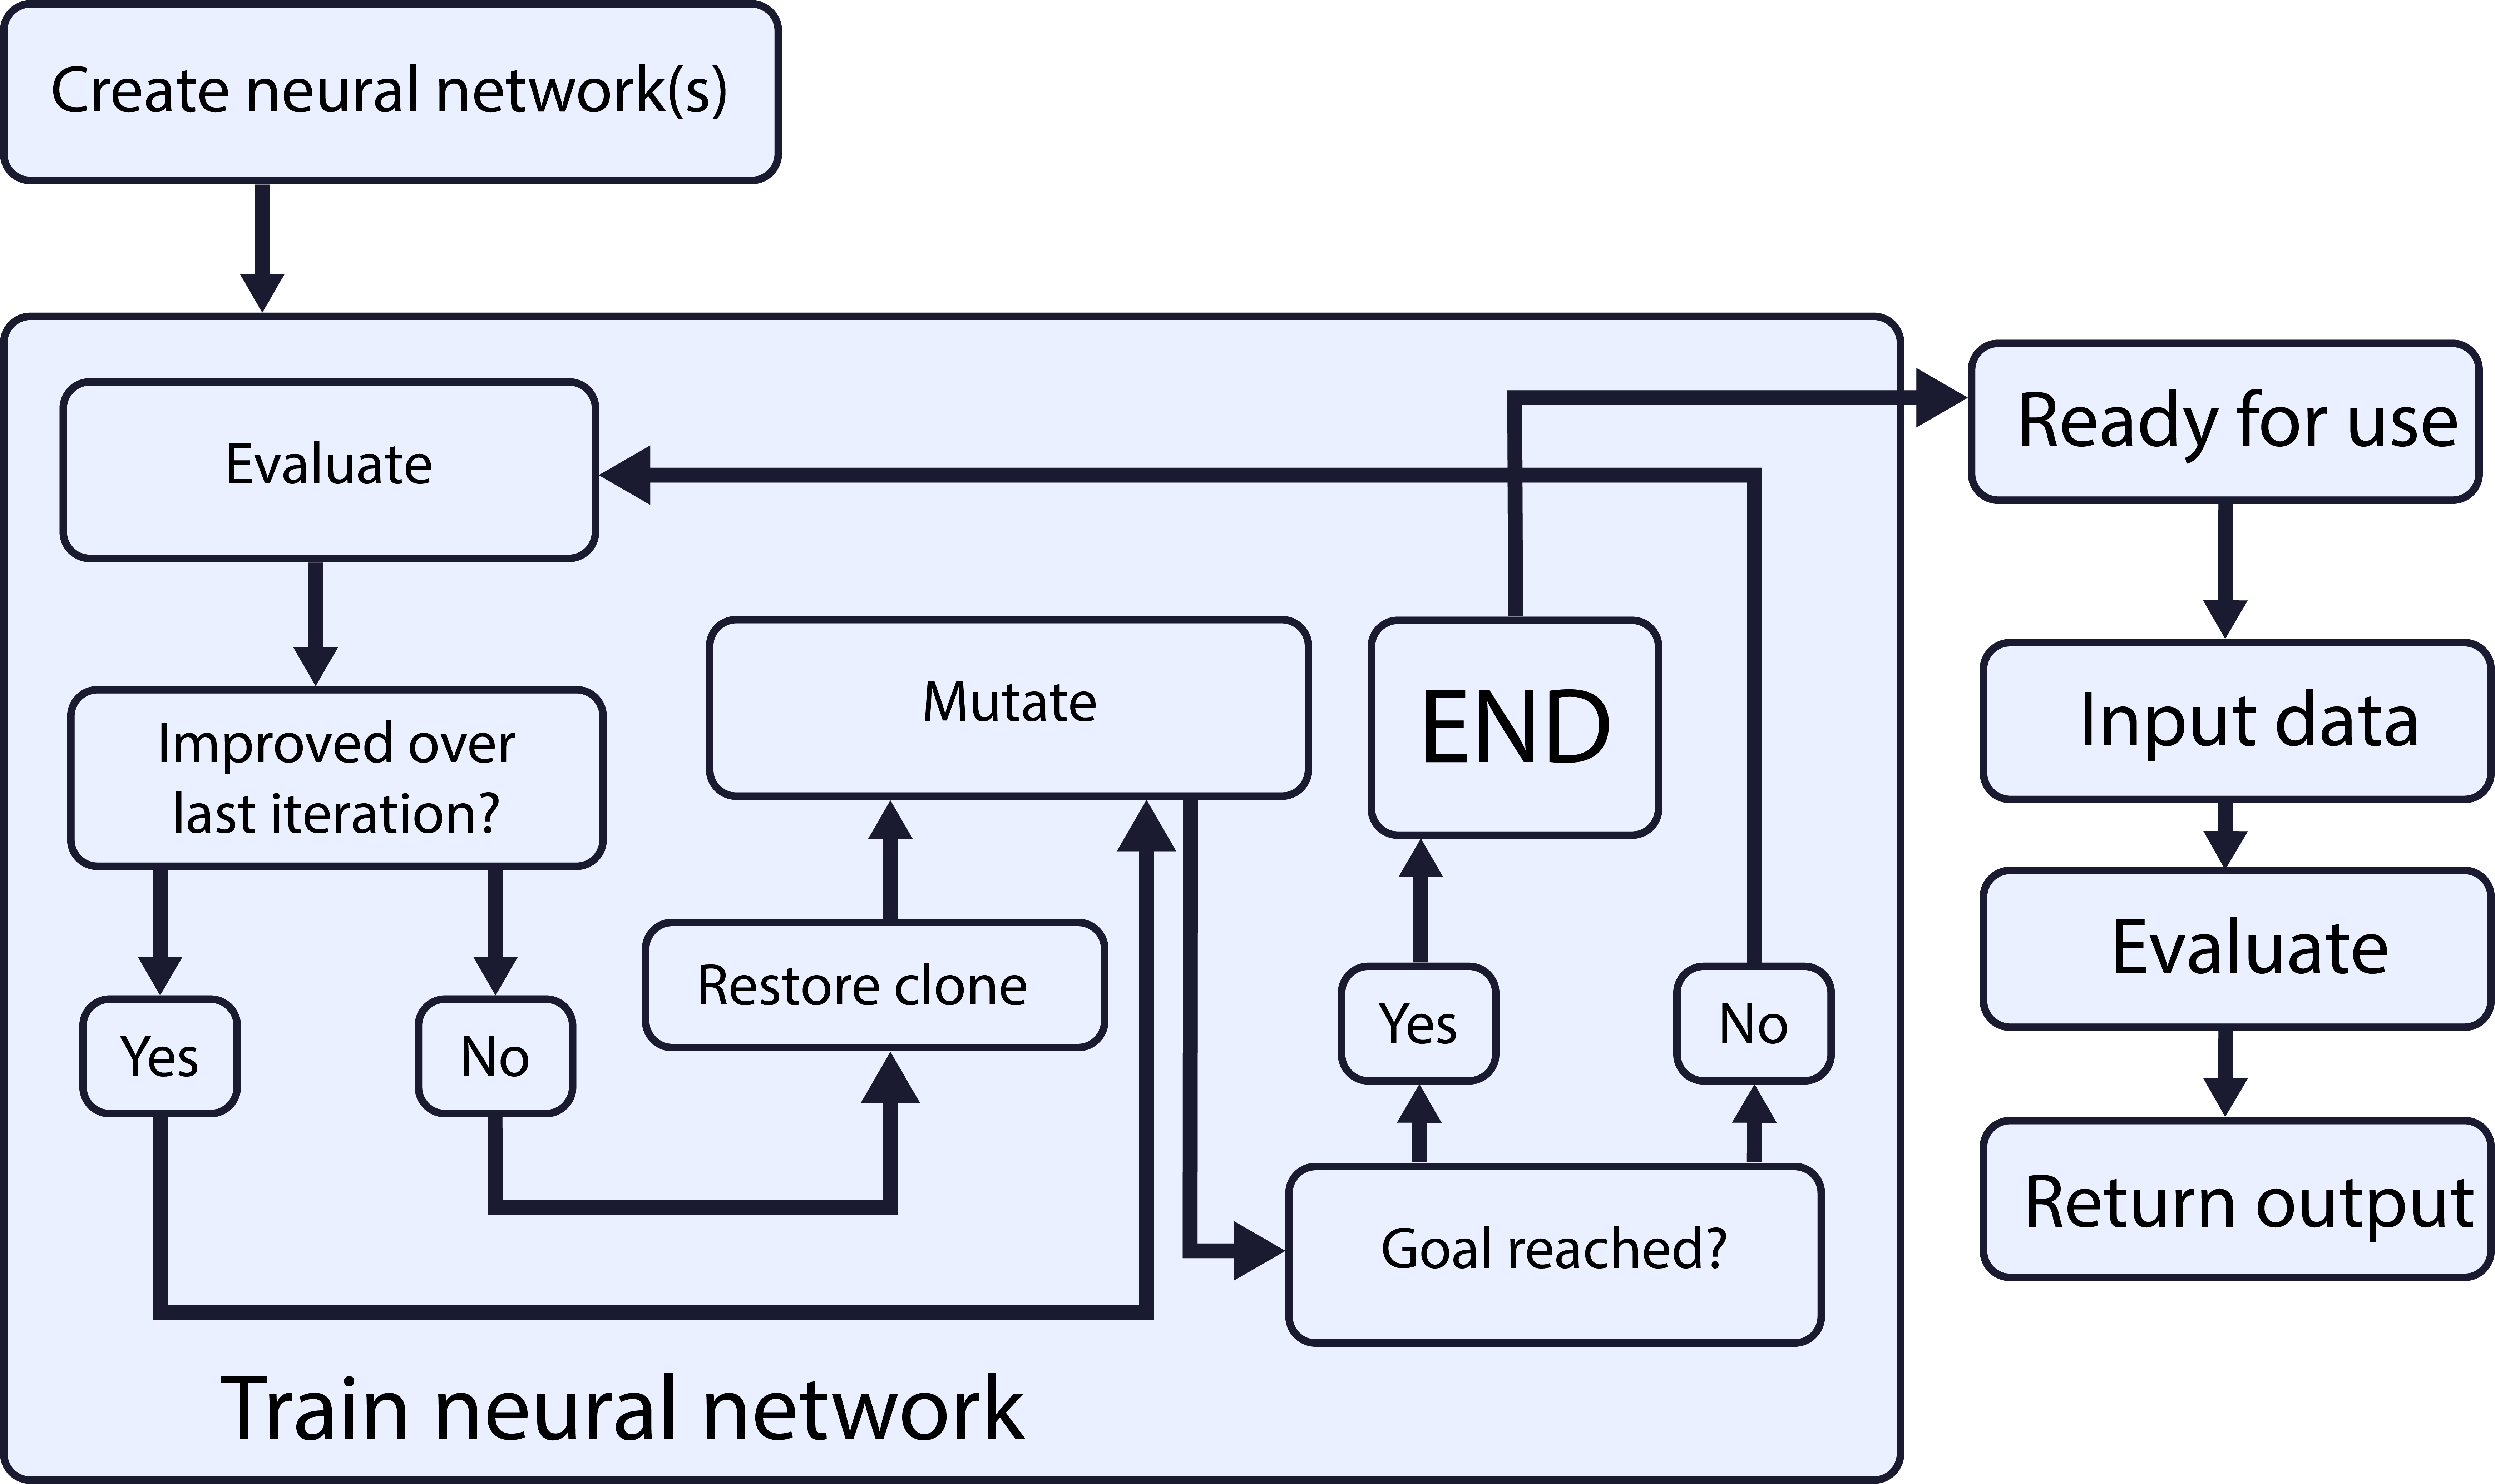 Create neural network(s)
Evaluate
Improved over
last iteration?
Yes
No
Restore clone
Mutate
Goal reached?
Yes
No
END
Train neural network
Ready for use
Input data
Evaluate
Return output